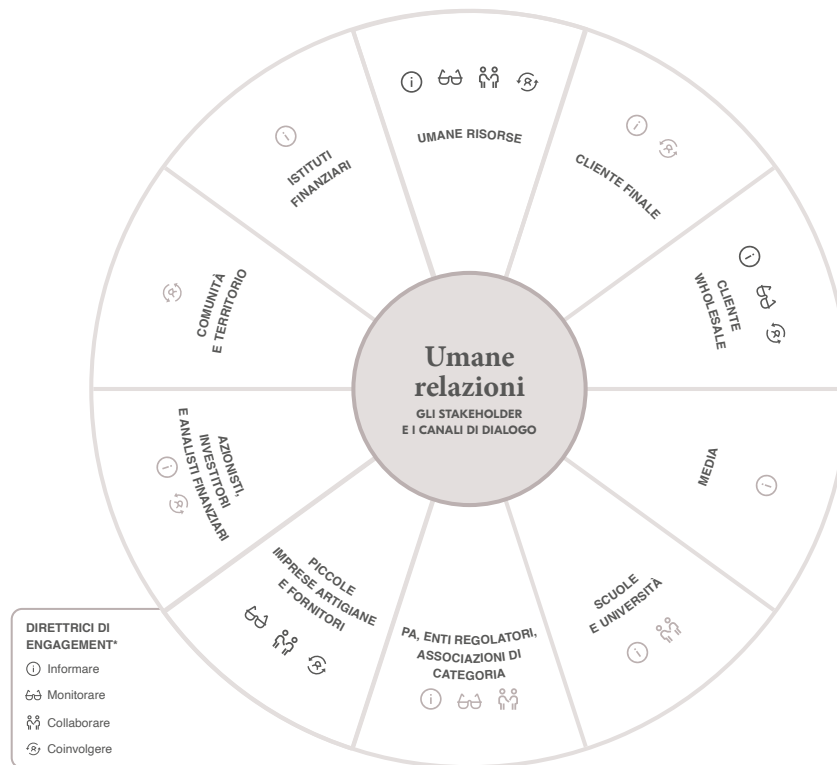 UMANE RISORSE
CLIENTE FINALE
CLIENTE
WHOLESALE
MEDIA
SCUOLE
E UNIVERSITÀ
PA, ENTI REGOLATORI,
ASSOCIAZIONI DI
CATEGORIA
PICCOLE
IMPRESE ARTIGIANE
E FORNITORI
AZIONISTI,
INVESTITORI
E ANALISTI FINANZIARI
COMUNITÀ
E TERRITORIO
ISTITUTI
FINANZIARI
Umane
relazioni
GLI STAKEHOLDER
E I CANALI DI DIALOGO
DIRETTRICI DI
ENGAGEMENT*
Informare
Monitorare
Collaborare
Coinvolgere